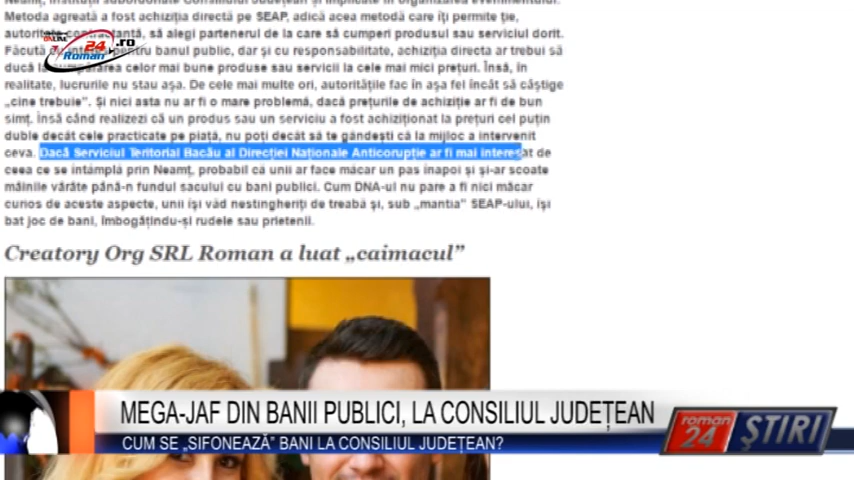 Neamț, instituții subordonate Consiliului Județean și implicate în organizarea evenimentului.
Metoda agreată a fost achiziția directă pe SEAP, adică acea metodă care îți permite ție,
autorit contractantă, să alegi partenerul de la care să cumperi produsul sau serviciul dorit.
Făcută cu pentru banul public, dar și cu responsabilitate, achiziția directa ar trebui să
ducă la cumpărarea celor mai bune produse sau servicii la cele mai mici prețuri. Însă, în
realitate, lucrurile nu stau așa. De cele mai multe ori, autoritățile fac în așa fel încât să câștige
„cine trebuie”. Și nici asta nu ar fi o mare problemă, dacă prețurile de achiziție ar fi de bun
simț. Însă când realizezi că un produs sau un serviciu a fost achiziționat la prețuri cel puțin
duble decât cele practicate pe piață, nu poți decât să te gândești că la mijloc a intervenit
ceva. Dacă Serviciul Teritorial Bacău al Direcției Naționale Anticorupție ar fi mai interesat de
ceea ce se întâmplă prin Neamț, probabil că unii ar face măcar un pas înapoi și și-ar scoate
mâinile vârâte până-n fundul sacului cu bani publici. Cum DNA-ul nu pare a fi nici măcar
curios de aceste aspecte, unii își văd nestingheriți de treabă și, sub „mantia” SEAP-ului, își
bat joc de bani, îmbogățindu-și rudele sau prietenii.
Creatory Org SRL Roman a luat „caimacul”
24 .ro
Roman
MEGA-JAF DIN BANII PUBLICI, LA CONSILIUL JUDEȚEAN
CUM SE „SIFONEAZĂ” BANI LA CONSILIUL JUDEȚEAN?
roman
24 ȘTIRI